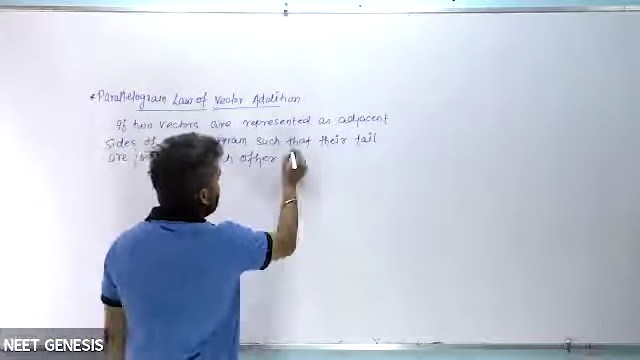 * Parallelogram Law of Vector Addition
If two vectors are represented as adjacent
sides of such that their tail
are other
NEET GENESIS